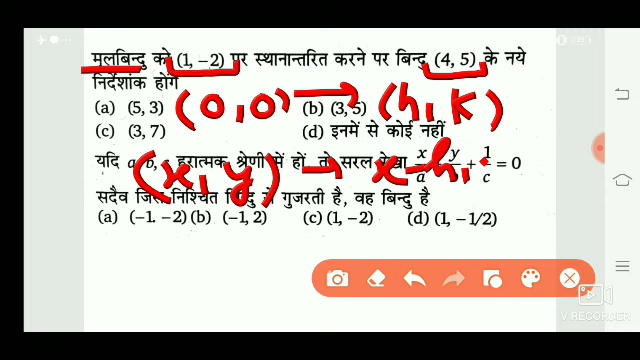 मूलबिन्दु को (1, −2) पर स्थानान्तरित करने पर बिन्दु (4, 5) के नये
निर्देशांक होंगे
(a) (5, 3) (0,0) → (b) (3, 5) (h, k)
(c) (3, 7) (d) इनमें से कोई नहीं
यदि a, b, हरात्मक श्रेणी में हों, तो सरल रेखा x/a + y/ + 1/c = 0
(x, y) → x-h,
सदैव जिस निश्चित बिन्दु से गुजरती है, वह बिन्दु है
(a) (−1. −2) (b) (−1, 2) (c) (1, −2) (d) (1, −1/2)
V RECORDER